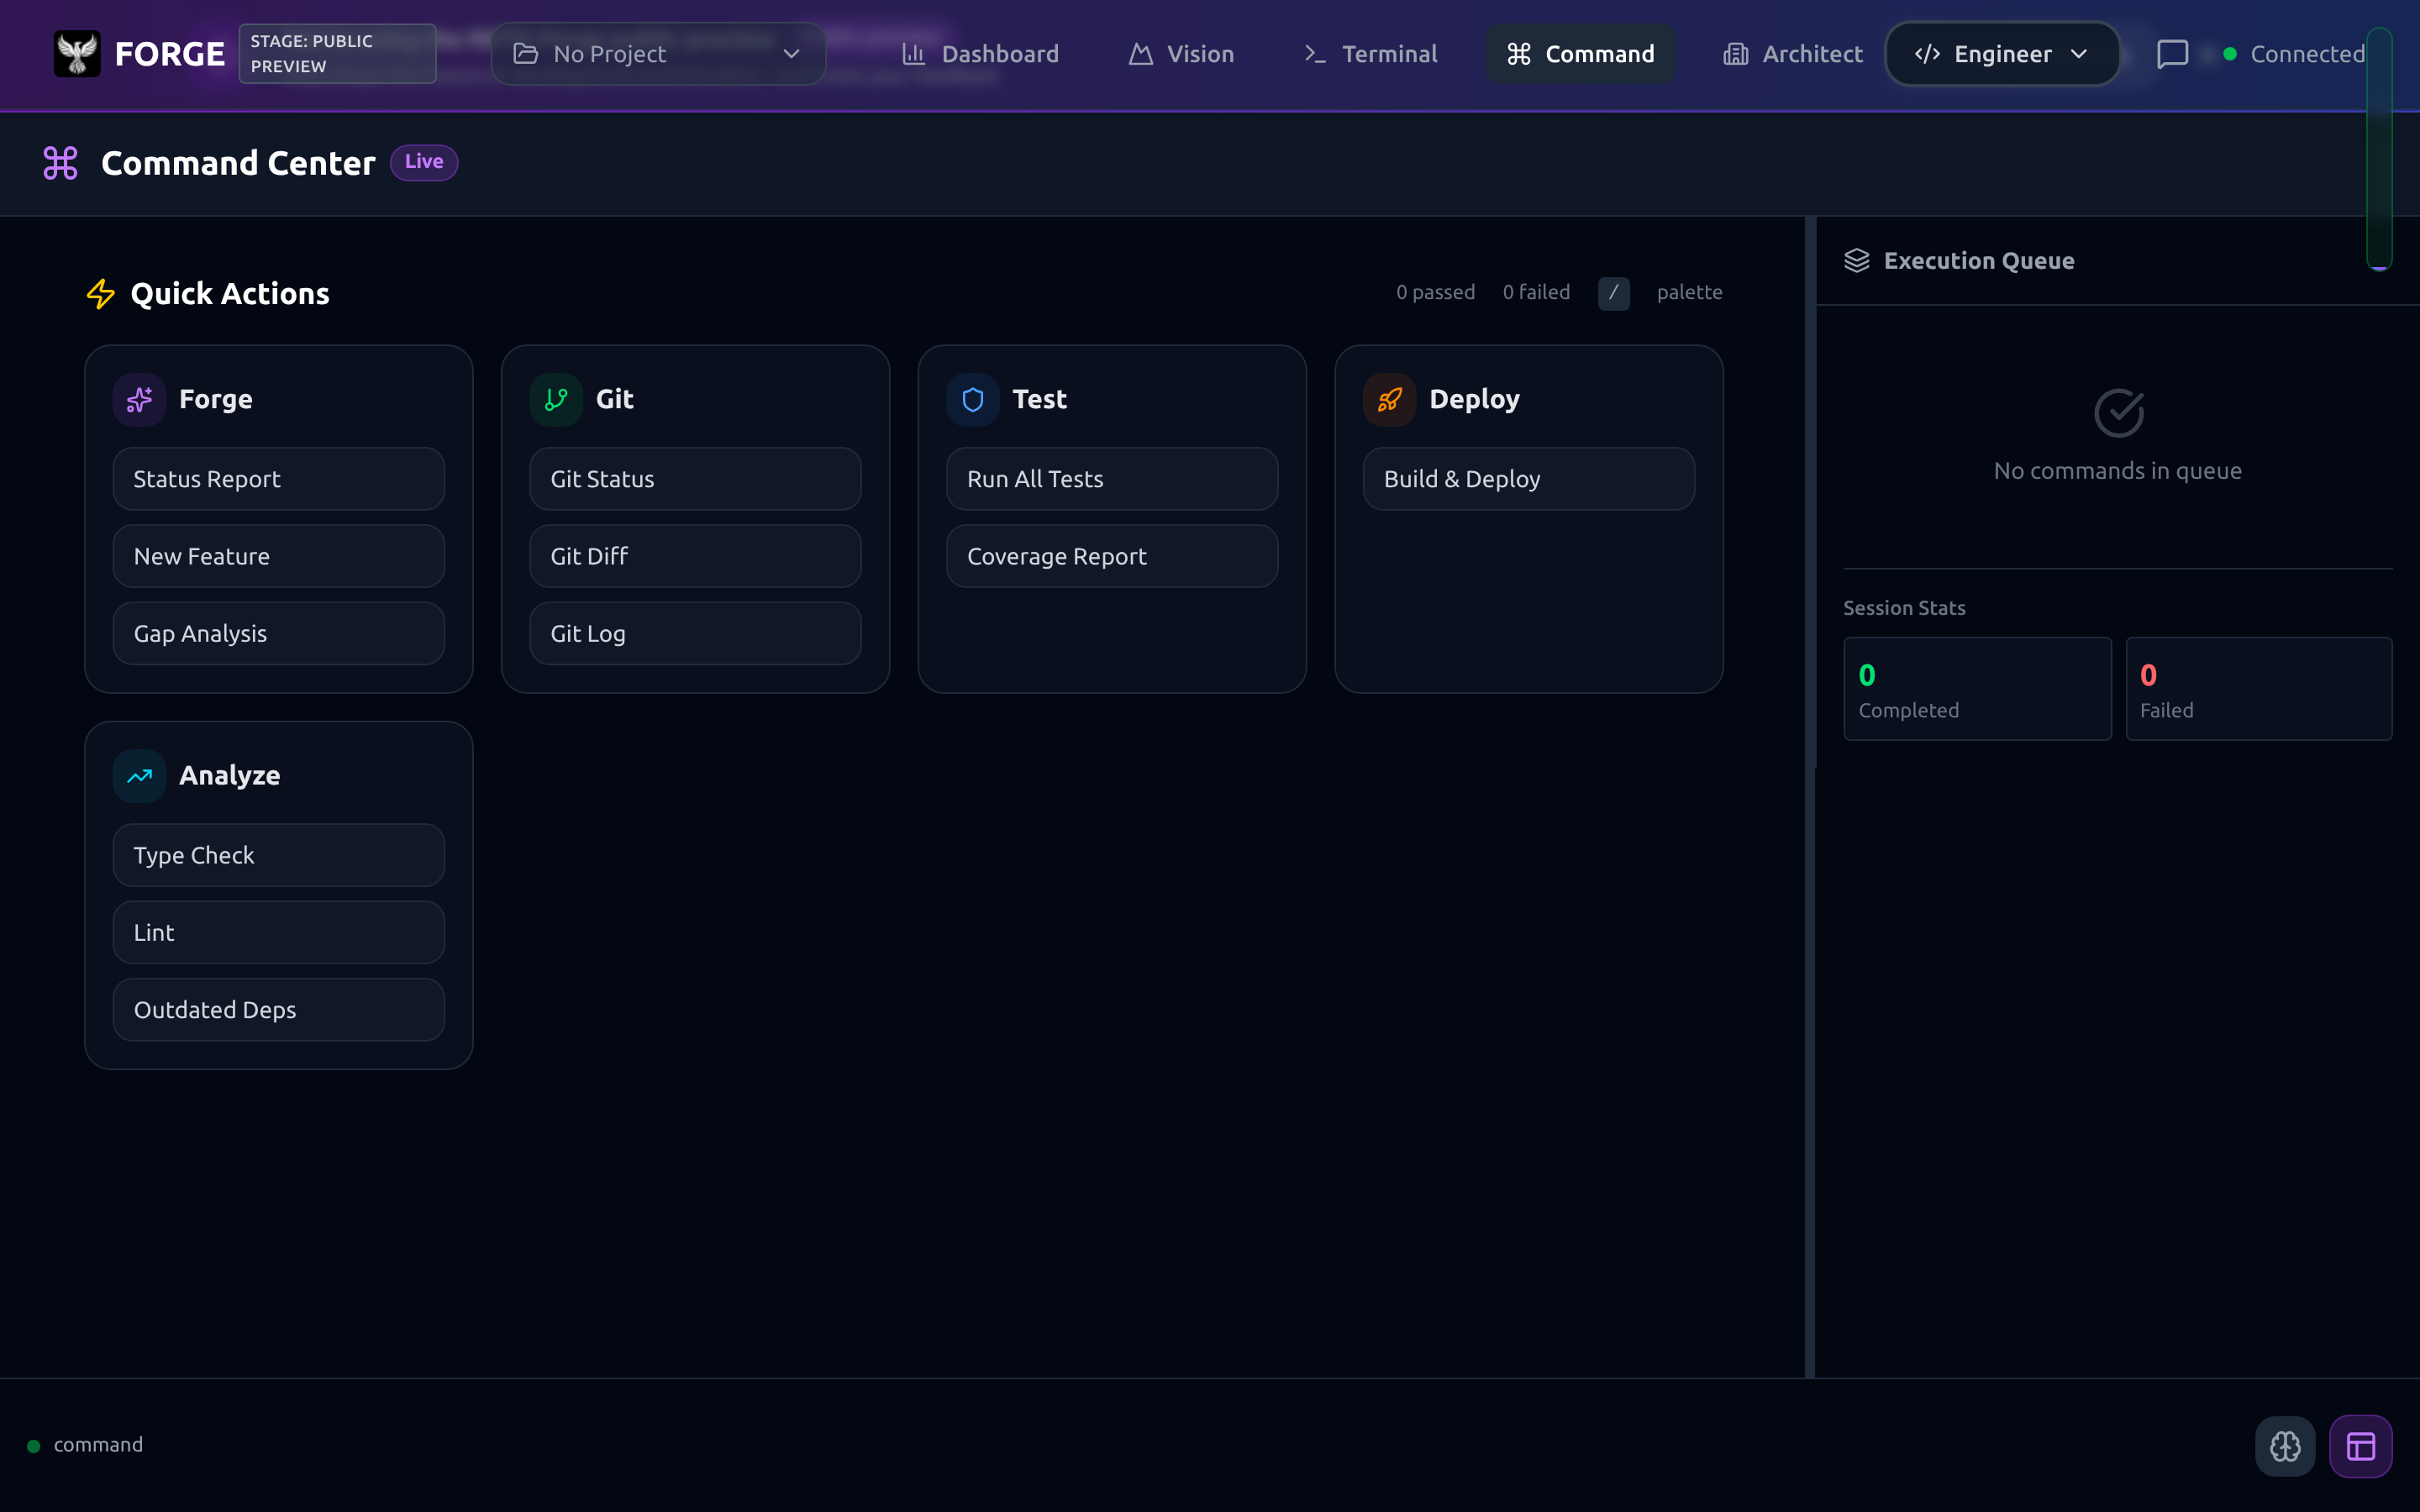 FORGE
STAGE: PUBLIC
PREVIEW
No Project
Dashboard
Vision
Terminal
Command
Architect
Engineer
Connected
Command Center
Live
Quick Actions
0 passed
0 failed
/
palette
Forge
Status Report
New Feature
Gap Analysis
Git
Git Status
Git Diff
Git Log
Test
Run All Tests
Coverage Report
Deploy
Build & Deploy
Analyze
Type Check
Lint
Outdated Deps
Execution Queue
No commands in queue
Session Stats
0
Completed
0
Failed
command